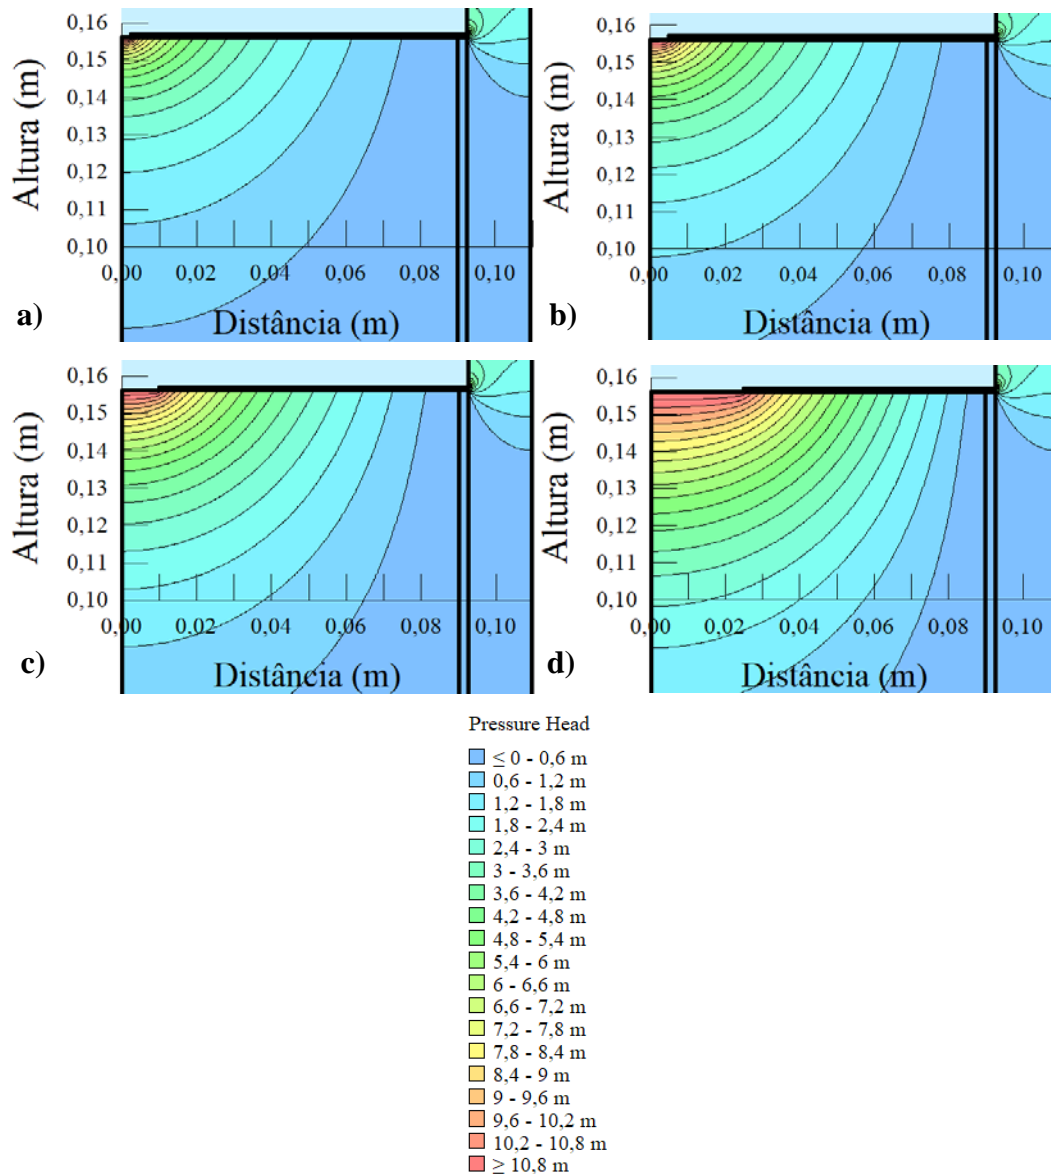 Altura (m)
0,16
0,15
0,14
0,13
0,12
0,11
0,10
0,00 0,02 0,04 0,06 0,08 0,10
Distância (m)
a)
Altura (m)
0,16
0,15
0,14
0,13
0,12
0,11
0,10
0,00 0,02 0,04 0,06 0,08 0,10
Distância (m)
b)
Altura (m)
0,16
0,15
0,14
0,13
0,12
0,11
0,10
0,00 0,02 0,04 0,06 0,08 0,10
Distância (m)
c)
Altura (m)
0,16
0,15
0,14
0,13
0,12
0,11
0,10
0,00 0,02 0,04 0,06 0,08 0,10
Distância (m)
d)
Pressure Head
≤ 0 - 0,6 m
0,6 - 1,2 m
1,2 - 1,8 m
1,8 - 2,4 m
2,4 - 3 m
3 - 3,6 m
3,6 - 4,2 m
4,2 - 4,8 m
4,8 - 5,4 m
5,4 - 6 m
6 - 6,6 m
6,6 - 7,2 m
7,2 - 7,8 m
7,8 - 8,4 m
8,4 - 9 m
9 - 9,6 m
9,6 - 10,2 m
10,2 - 10,8 m
≥ 10,8 m